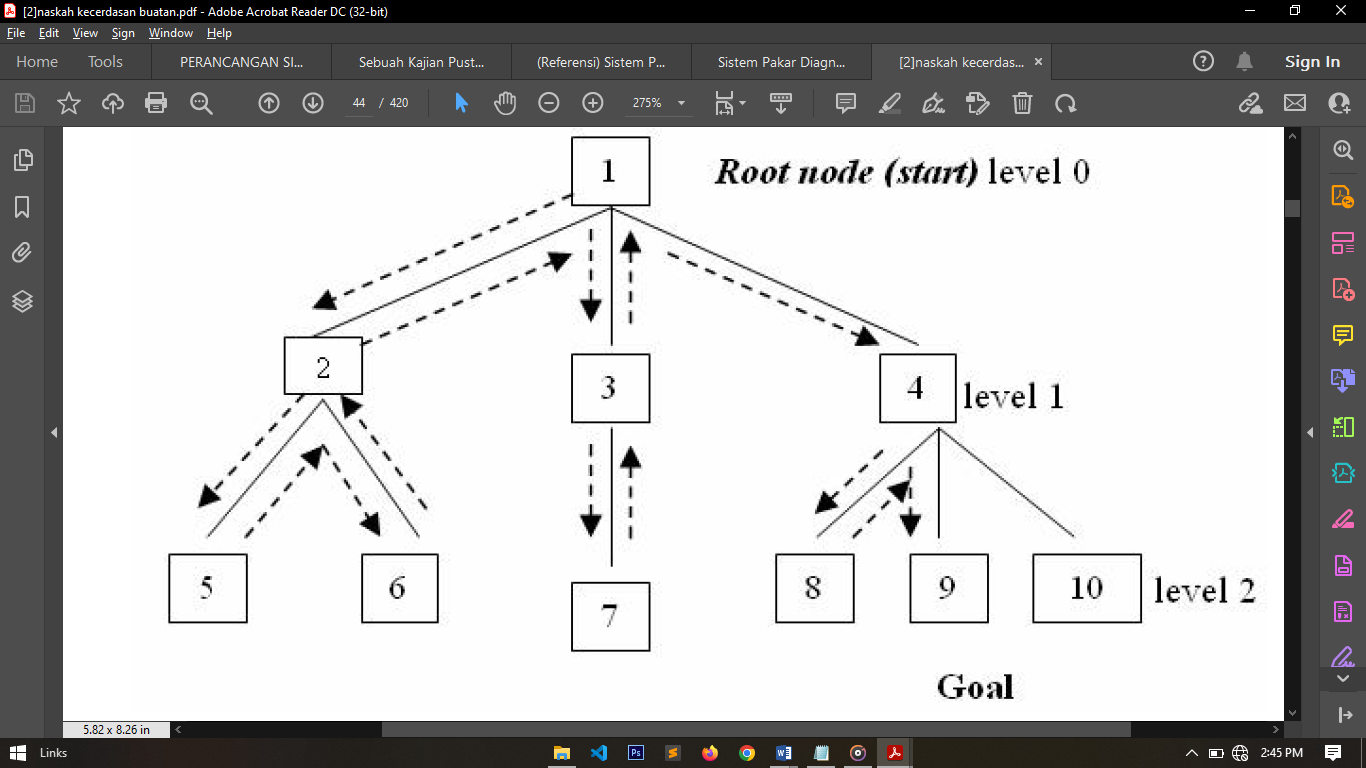 [2]naskah kecerdasan buatan.pdf - Adobe Acrobat Reader DC (32-bit)
File Edit View Sign Window Help
Home Tools PERANCANGAN SI... Sebuah Kajian Pust... (Referensi) Sistem P... Sistem Pakar Diagn... [2]naskah kecerdas... × Sign In
44 / 420 275%
1 Root node (start) level 0
2 3 4 level 1
5 6 7 8 9 10 level 2
Goal
5.82 x 8.26 in
Links Ps 2:45 PM